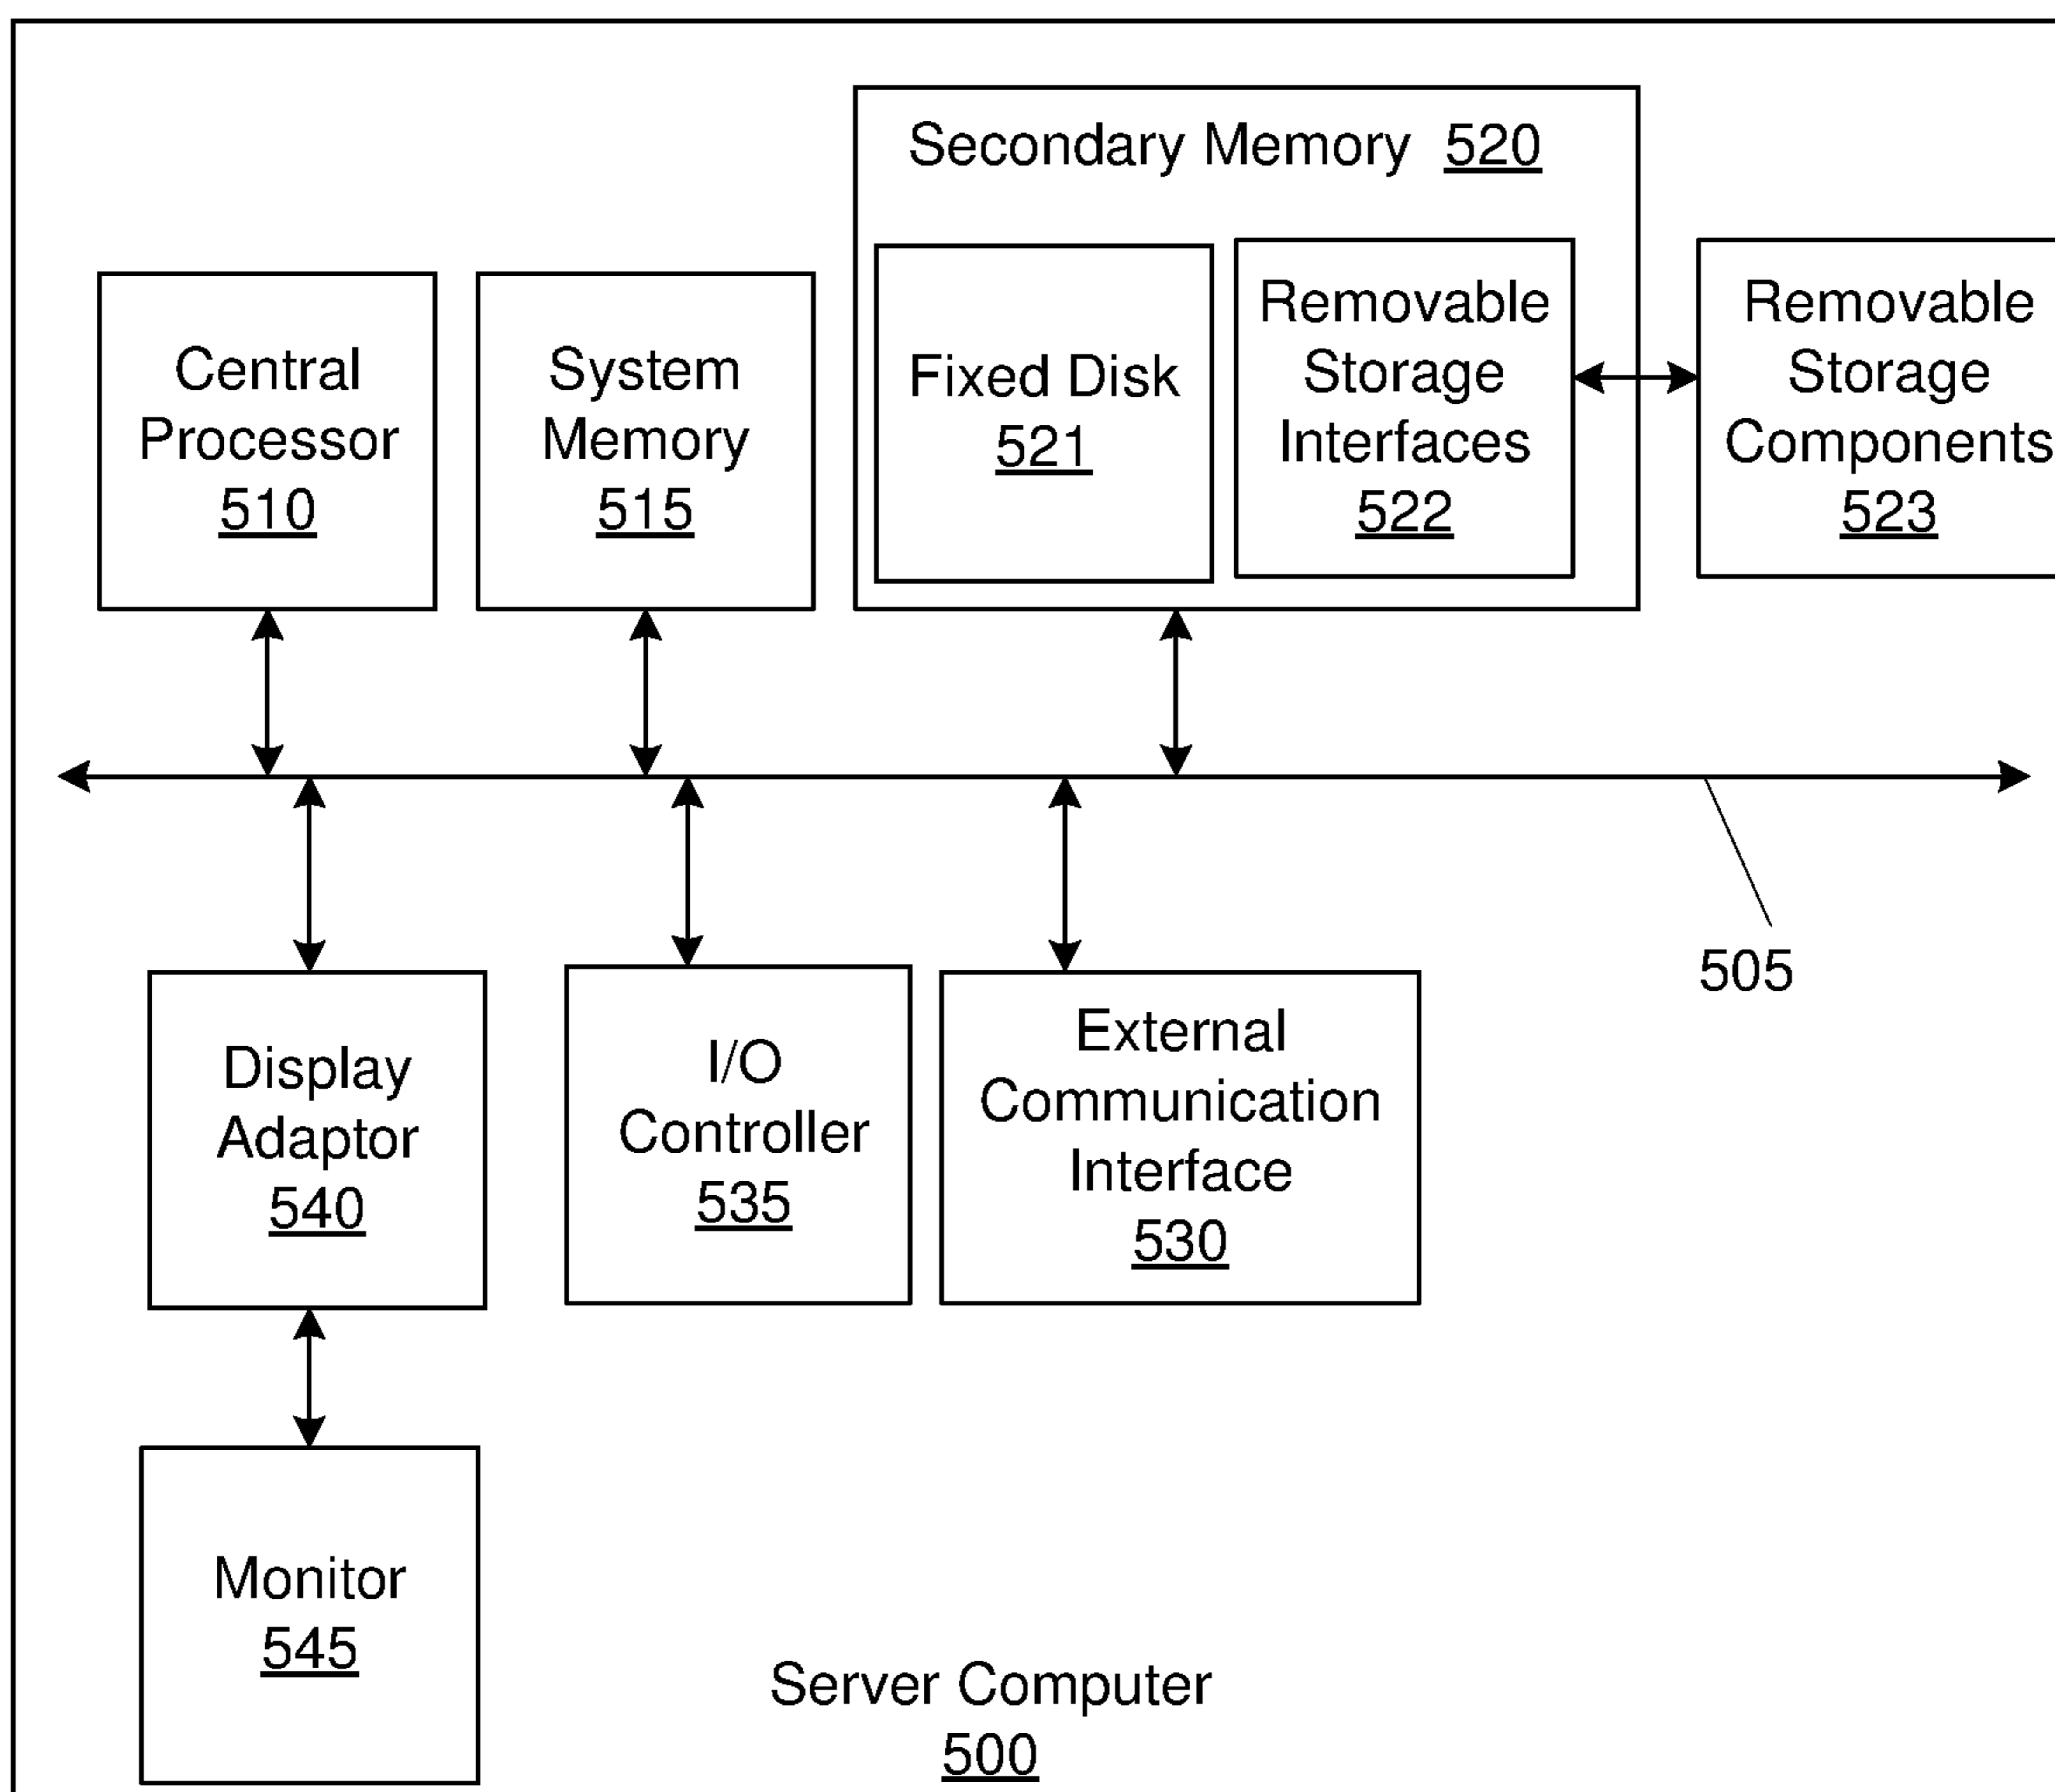 Secondary Memory 520
Central
Processor
510
System
Memory
515
Fixed Disk
521
Removable
Storage
Interfaces
522
Removable
Storage
Components
523
505
Display
Adaptor
540
I/O
Controller
535
External
Communication
Interface
530
Monitor
545
Server Computer
500